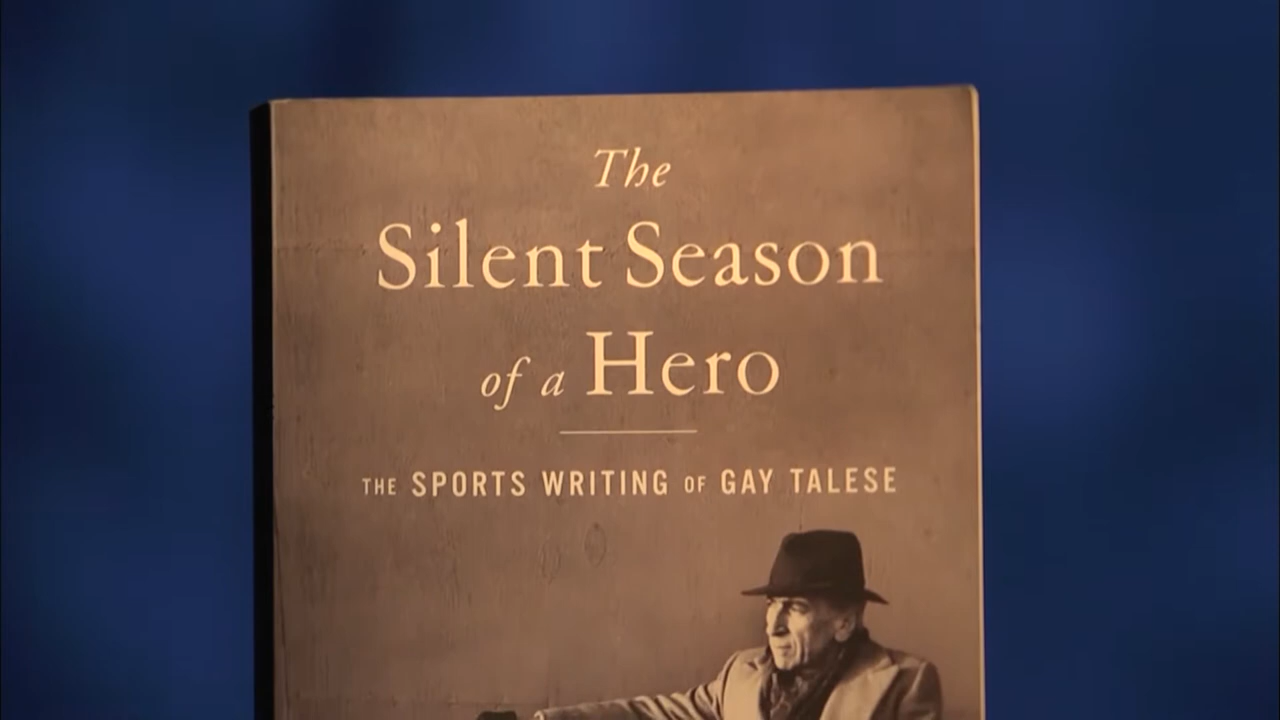 The
Silent Season
of a Hero
THE SPORTS WRITING OF GAY TALESE